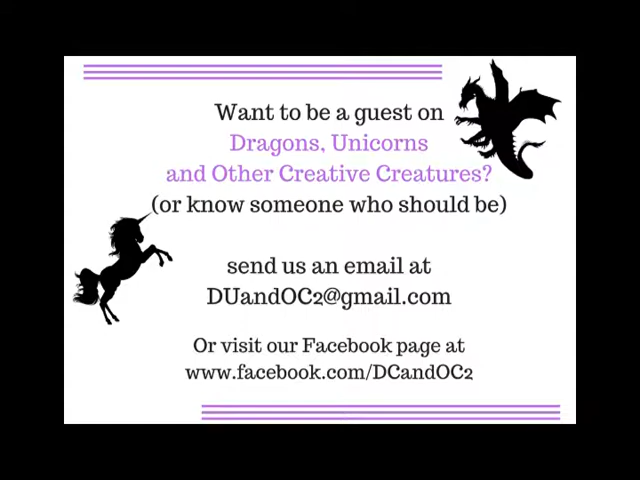 Want to be a guest on
Dragons, Unicorns
and Other Creative Creatures?
(or know someone who should be)
send us an email at
DUandOC2@gmail.com
Or visit our Facebook page at
www.facebook.com/DCandOC2